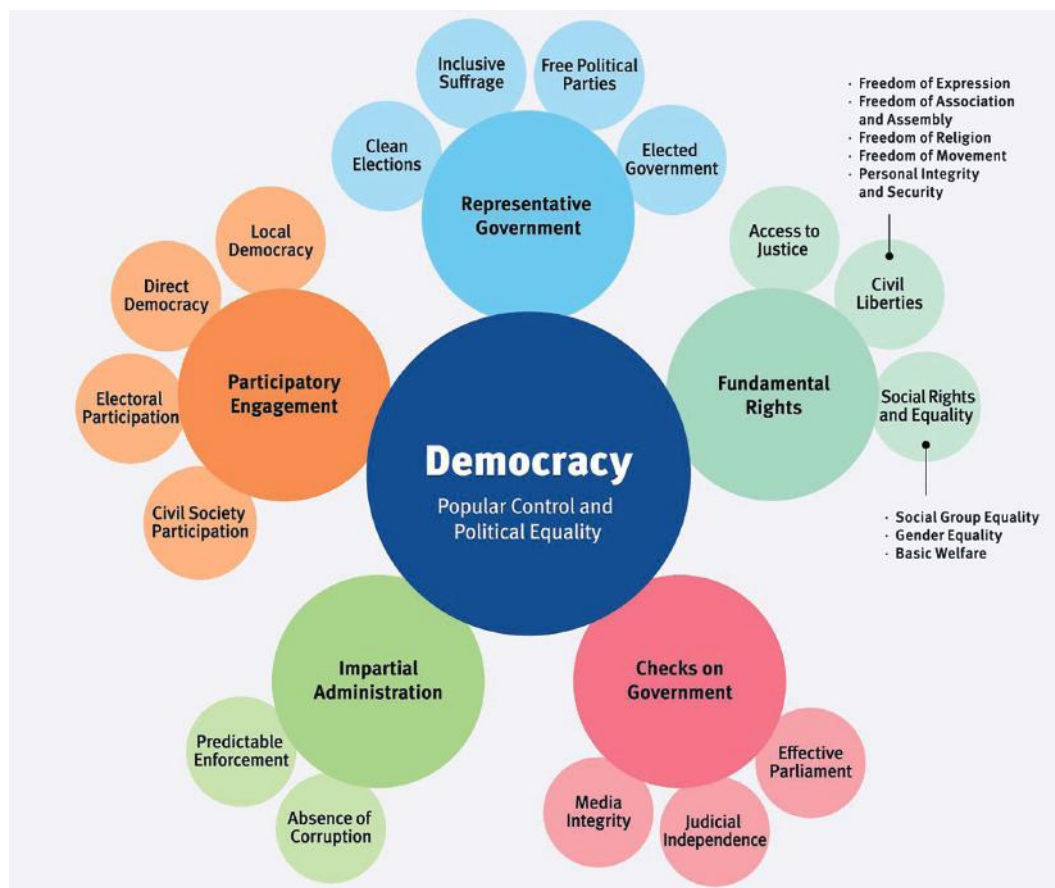 Inclusive
Suffrage
Free Political
Parties
Clean
Elections
Elected
Government
Representative
Government
· Freedom of Expression
· Freedom of Association
and Assembly
· Freedom of Religion
· Freedom of Movement
· Personal Integrity
and Security
Local
Democracy
Direct
Democracy
Electoral
Participation
Civil Society
Participation
Participatory
Engagement
Access to
Justice
Civil
Liberties
Social Rights
and Equality
Fundamental
Rights
· Social Group Equality
· Gender Equality
· Basic Welfare
Democracy
Popular Control and
Political Equality
Impartial
Administration
Predictable
Enforcement
Absence of
Corruption
Checks on
Government
Effective
Parliament
Media
Integrity
Judicial
Independence